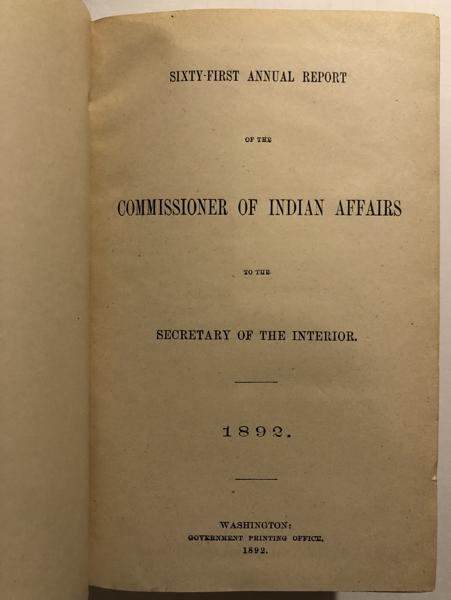 SIXTY-FIRST ANNUAL REPORT
OF THE
COMMISSIONER OF INDIAN AFFAIRS
TO THE
SECRETARY OF THE INTERIOR.
1892.
WASHINGTON:
GOVERNMENT PRINTING OFFICE,
1892.